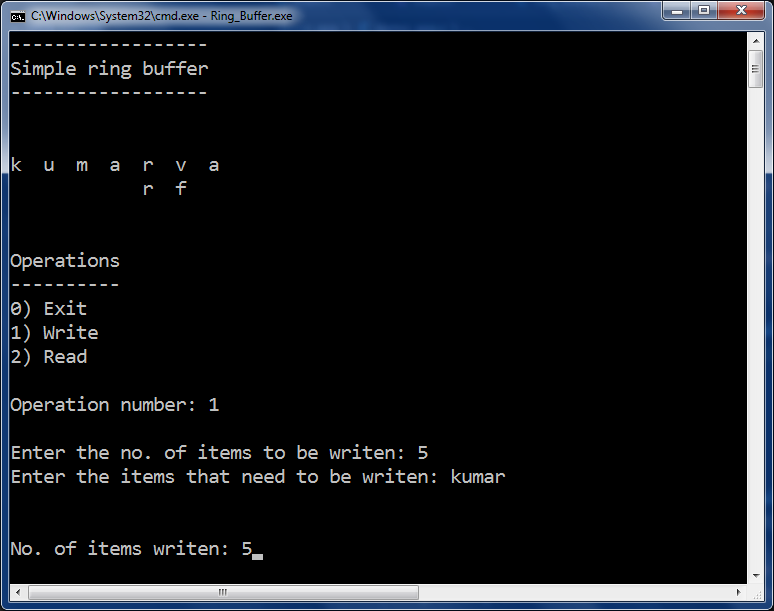 C:\Windows\System32\cmd.exe - Ring_Buffer.exe
------------------
Simple ring buffer
------------------
k  u  m  a  r  v  a
            r  f
Operations
----------
0) Exit
1) Write
2) Read
Operation number: 1
Enter the no. of items to be writen: 5
Enter the items that need to be writen: kumar
No. of items writen: 5